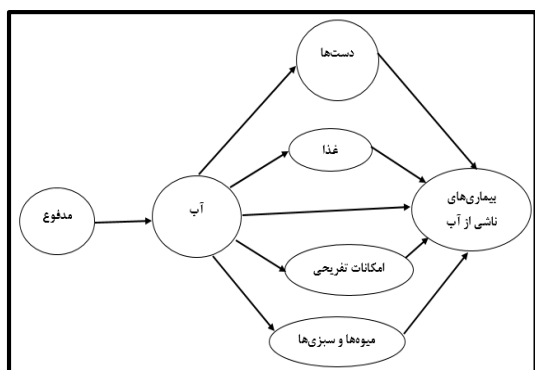 دست‌ها
غذا
مدفوع
آب
بیماری‌های
ناشی از آب
امکانات تفریحی
میوه‌ها و سبزی‌ها